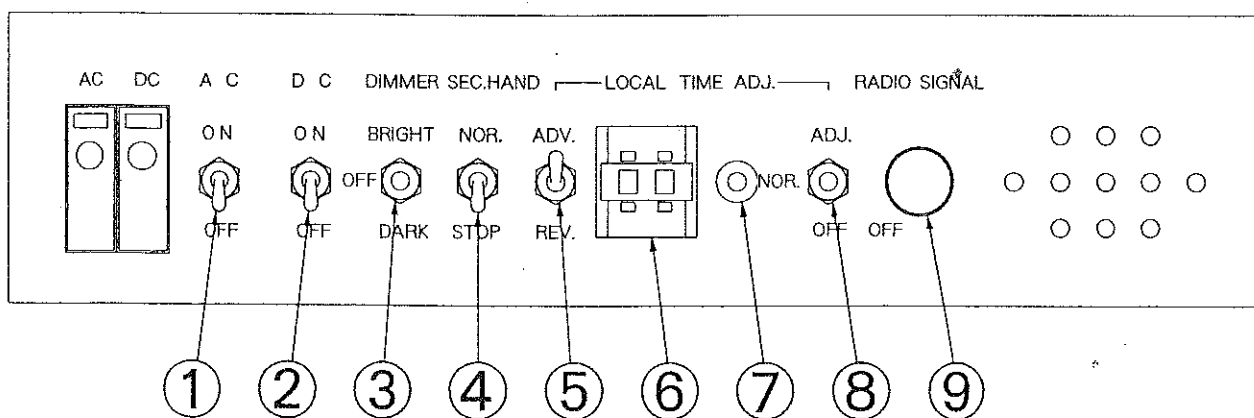 AC DC A C D C DIMMER SEC.HAND LOCAL TIME ADJ. RADIO SIGNAL
ON ON BRIGHT NOR. ADV. ADJ.
OFF NOR.
OFF OFF DARK STOP REV. OFF OFF
1 2 3 4 5 6 7 8 9